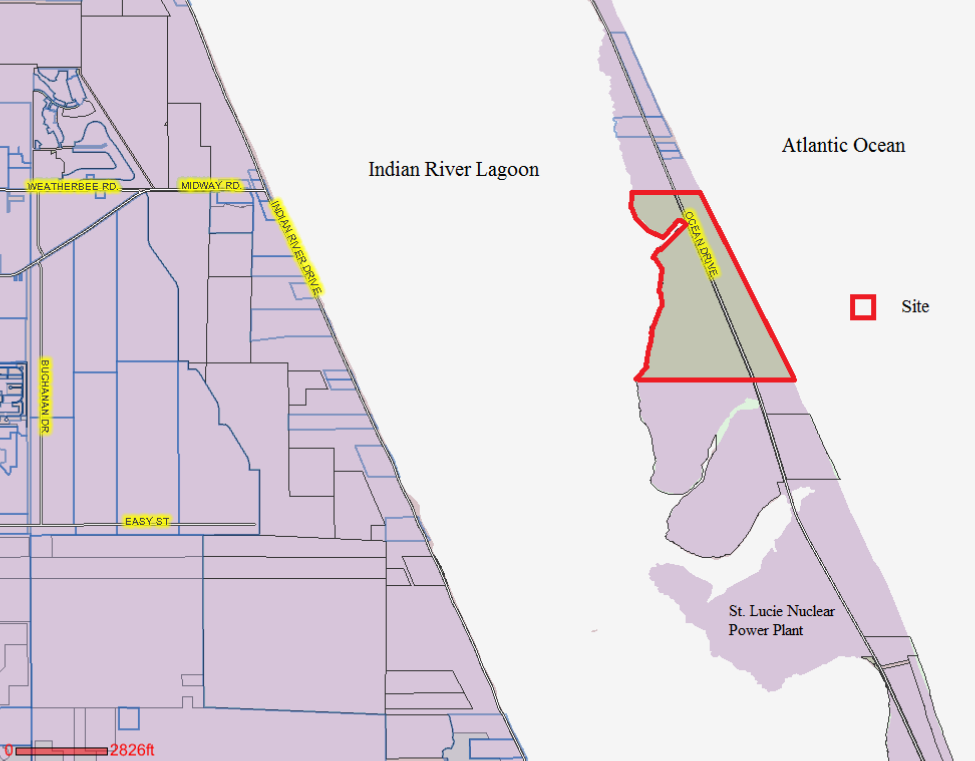 Atlantic Ocean
Indian River Lagoon
WEATHERBEE RD.
MIDWAY RD.
INDIAN RIVER DRIVE
OCEAN DRIVE
Site
BUCHANAN DR
EASY ST
St. Lucie Nuclear
Power Plant
0 2826ft